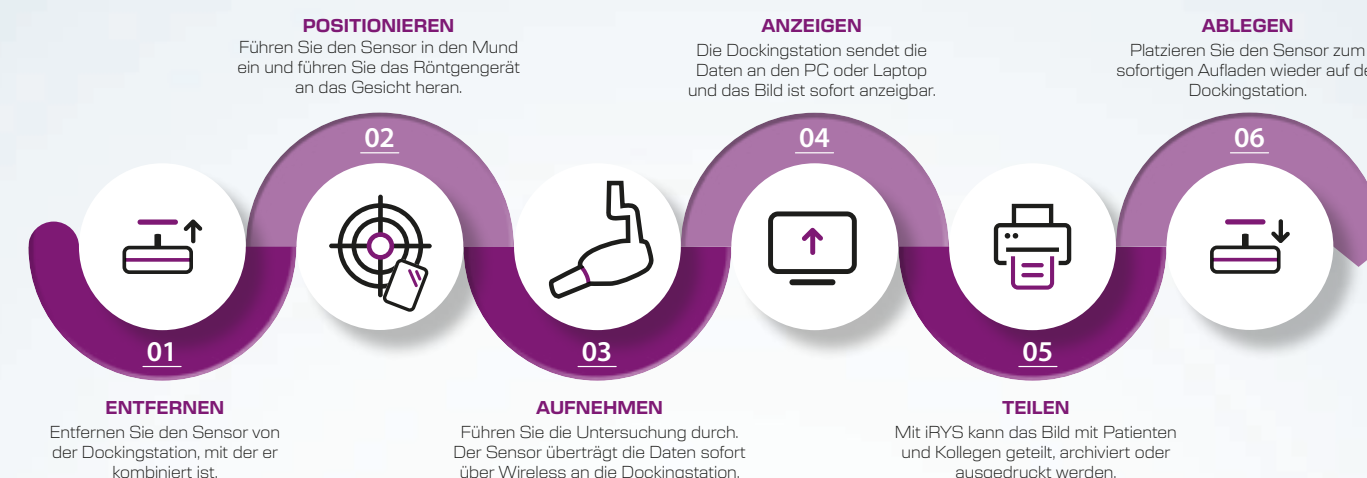 01
ENTFERNEN
Entfernen Sie den Sensor von
der Dockingstation, mit der er
kombiniert ist.
POSITIONIEREN
Führen Sie den Sensor in den Mund
ein und führen Sie das Röntgengerät
an das Gesicht heran.
02
03
AUFNEHMEN
Führen Sie die Untersuchung durch.
Der Sensor überträgt die Daten sofort
über Wireless an die Dockingstation.
ANZEIGEN
Die Dockingstation sendet die
Daten an den PC oder Laptop
und das Bild ist sofort anzeigbar.
04
05
TEILEN
Mit iRYS kann das Bild mit Patienten
und Kollegen geteilt, archiviert oder
ausgedruckt werden.
ABLEGEN
Platzieren Sie den Sensor zum
sofortigen Aufladen wieder auf
Dockingstation.
06